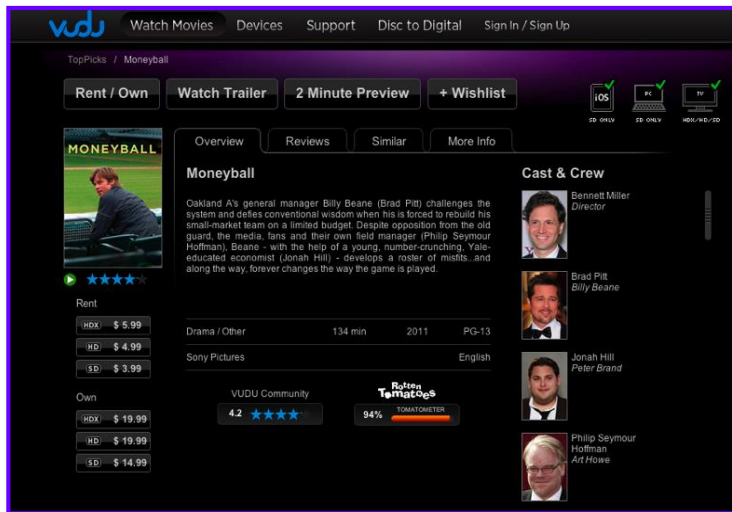 vudu Watch Movies Devices Support Disc to Digital Sign In / Sign Up
TopPicks / Moneyball
Rent / Own Watch Trailer 2 Minute Preview + Wishlist
iOS PC TV
SD ONLY SD ONLY HDX/HD/SD
MONEYBALL
Overview Reviews Similar More Info
Moneyball
Oakland A's general manager Billy Beane (Brad Pitt) challenges the
system and defies conventional wisdom when his is forced to rebuild his
small-market team on a limited budget. Despite opposition from the old
guard, the media, fans and their own field manager (Philip Seymour
Hoffman), Beane - with the help of a young, number-crunching, Yale-
educated economist (Jonah Hill) - develops a roster of misfits...and
along the way, forever changes the way the game is played.
Drama / Other 134 min 2011 PG-13
Sony Pictures English
VUDU Community
4.2
Rotten
Tomatoes
94% TOMATOMETER
Cast & Crew
Bennett Miller
Director
Brad Pitt
Billy Beane
Jonah Hill
Peter Brand
Philip Seymour
Hoffman
Art Howe
Rent
HDX $ 5.99
HD $ 4.99
SD $ 3.99
Own
HDX $ 19.99
HD $ 19.99
SD $ 14.99